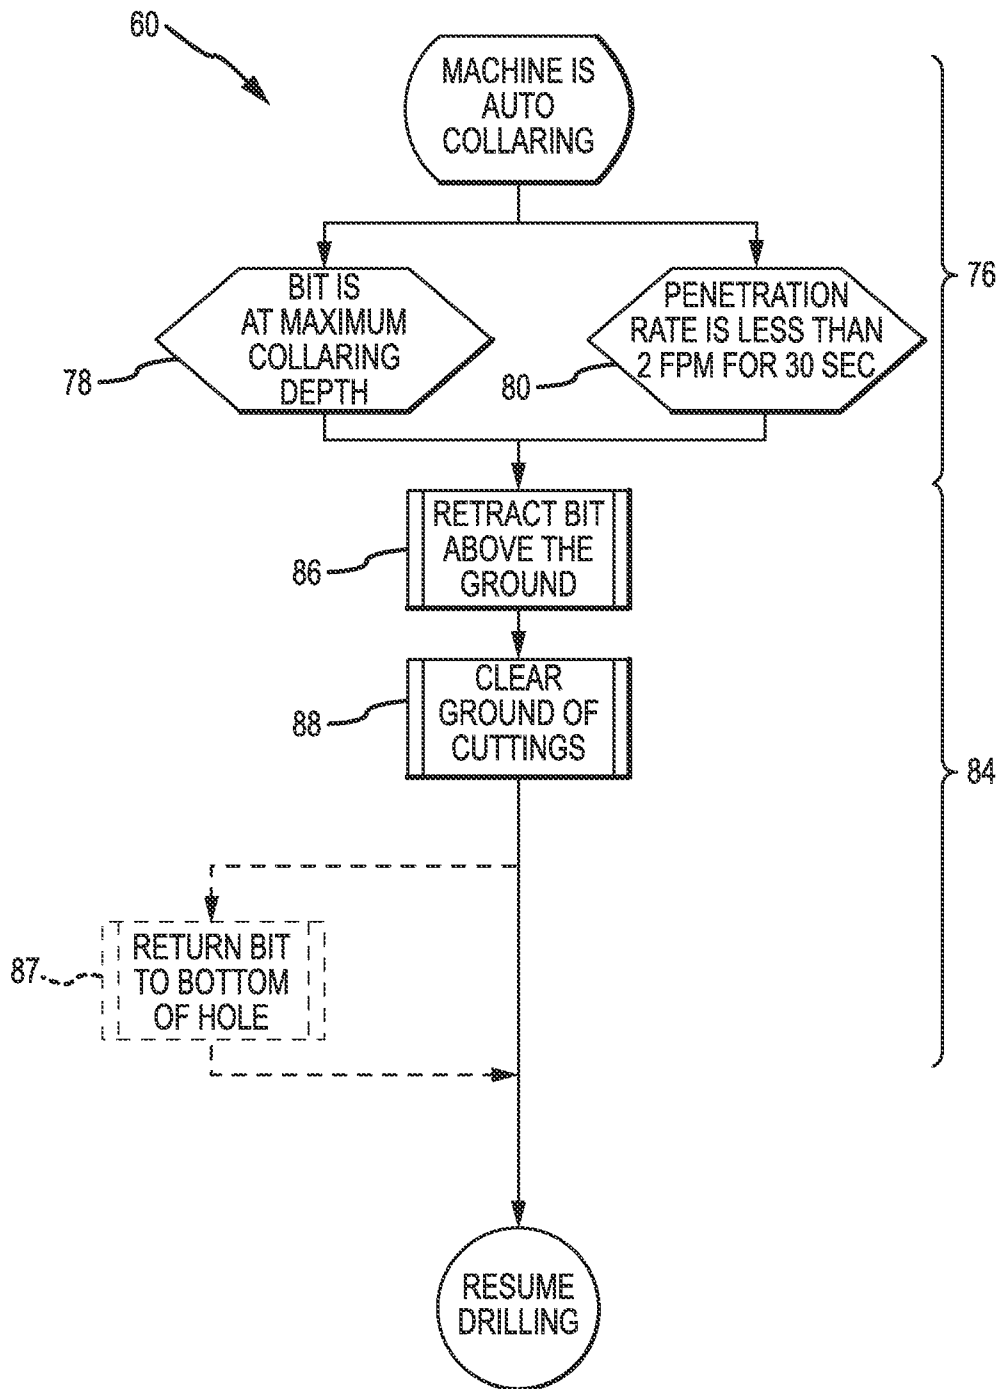 60
MACHINE IS
AUTO
COLLARING
76
BIT IS
AT MAXIMUM
COLLARING
DEPTH
78
PENETRATION
RATE IS LESS THAN
2 FPM FOR 30 SEC
80
RETRACT BIT
ABOVE THE
GROUND
86
CLEAR
GROUND OF
CUTTINGS
88
84
RETURN BIT
TO BOTTOM
OF HOLE
87
RESUME
DRILLING